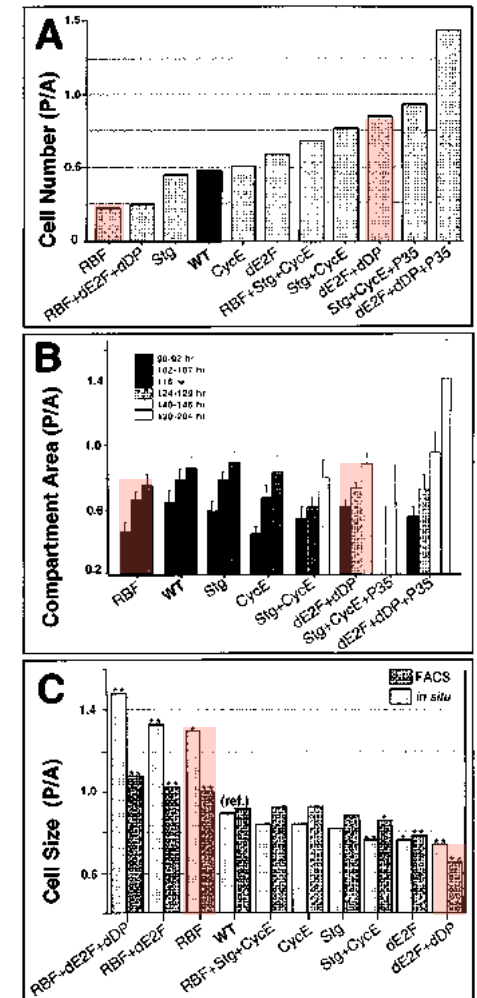 A
Cell Number (P/A)
1.5
1.0
0.5
0
RBF
RBF+dE2F+dDP
Stg
WT
CycE
dE2F
RBF+Stg+CycE
Stg+CycE
dE2F+dDP
Stg+CycE+P35
dE2F+dDP+P35
B
Compartment Area (P/A)
1.4
1.0
0.6
0.2
RBF
WT
Stg
CycE
Stg+CycE
dE2F+dDP
Stg+CycE+P35
dE2F+dDP+P35
C
FACS
in situ
Cell Size (P/A)
1.4
1.0
0.6
(ref.)
RBF+dE2F+dDP
RBF+dE2F
RBF
WT
RBF+Stg+CycE
CycE
Stg
Stg+CycE
dE2F
dE2F+dDP